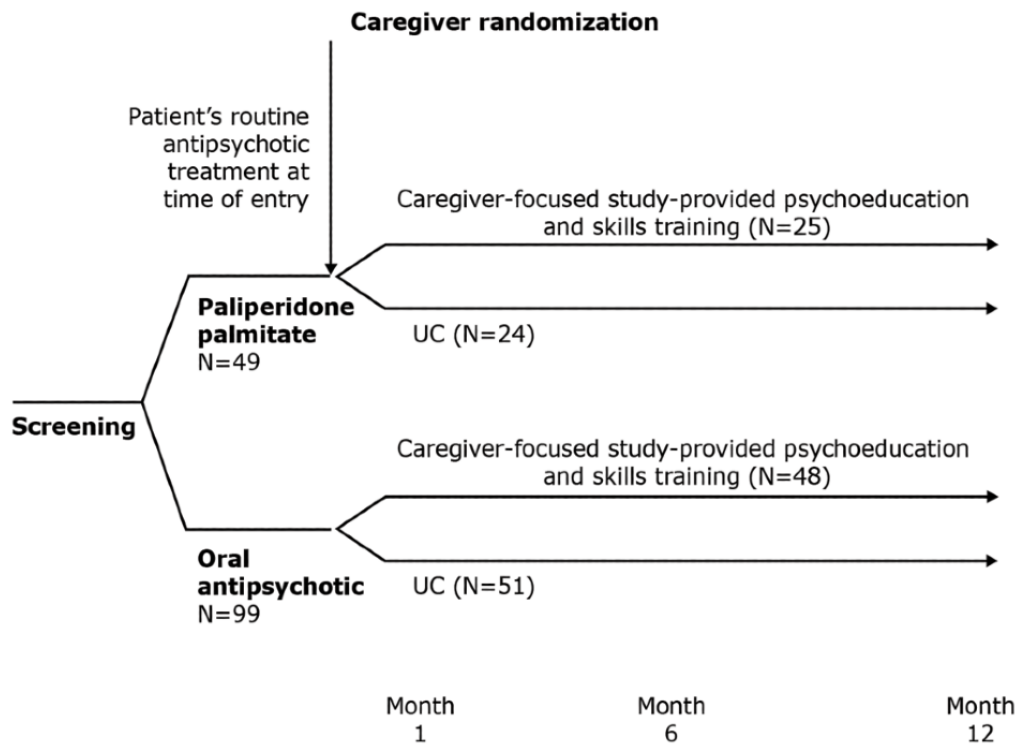 Caregiver randomization
Patient’s routine
antipsychotic
treatment at
time of entry
Caregiver-focused study-provided psychoeducation
and skills training (N=25)
Paliperidone
palmitate
N=49
UC (N=24)
Screening
Caregiver-focused study-provided psychoeducation
and skills training (N=48)
Oral
antipsychotic
N=99
UC (N=51)
Month
1
Month
6
Month
12